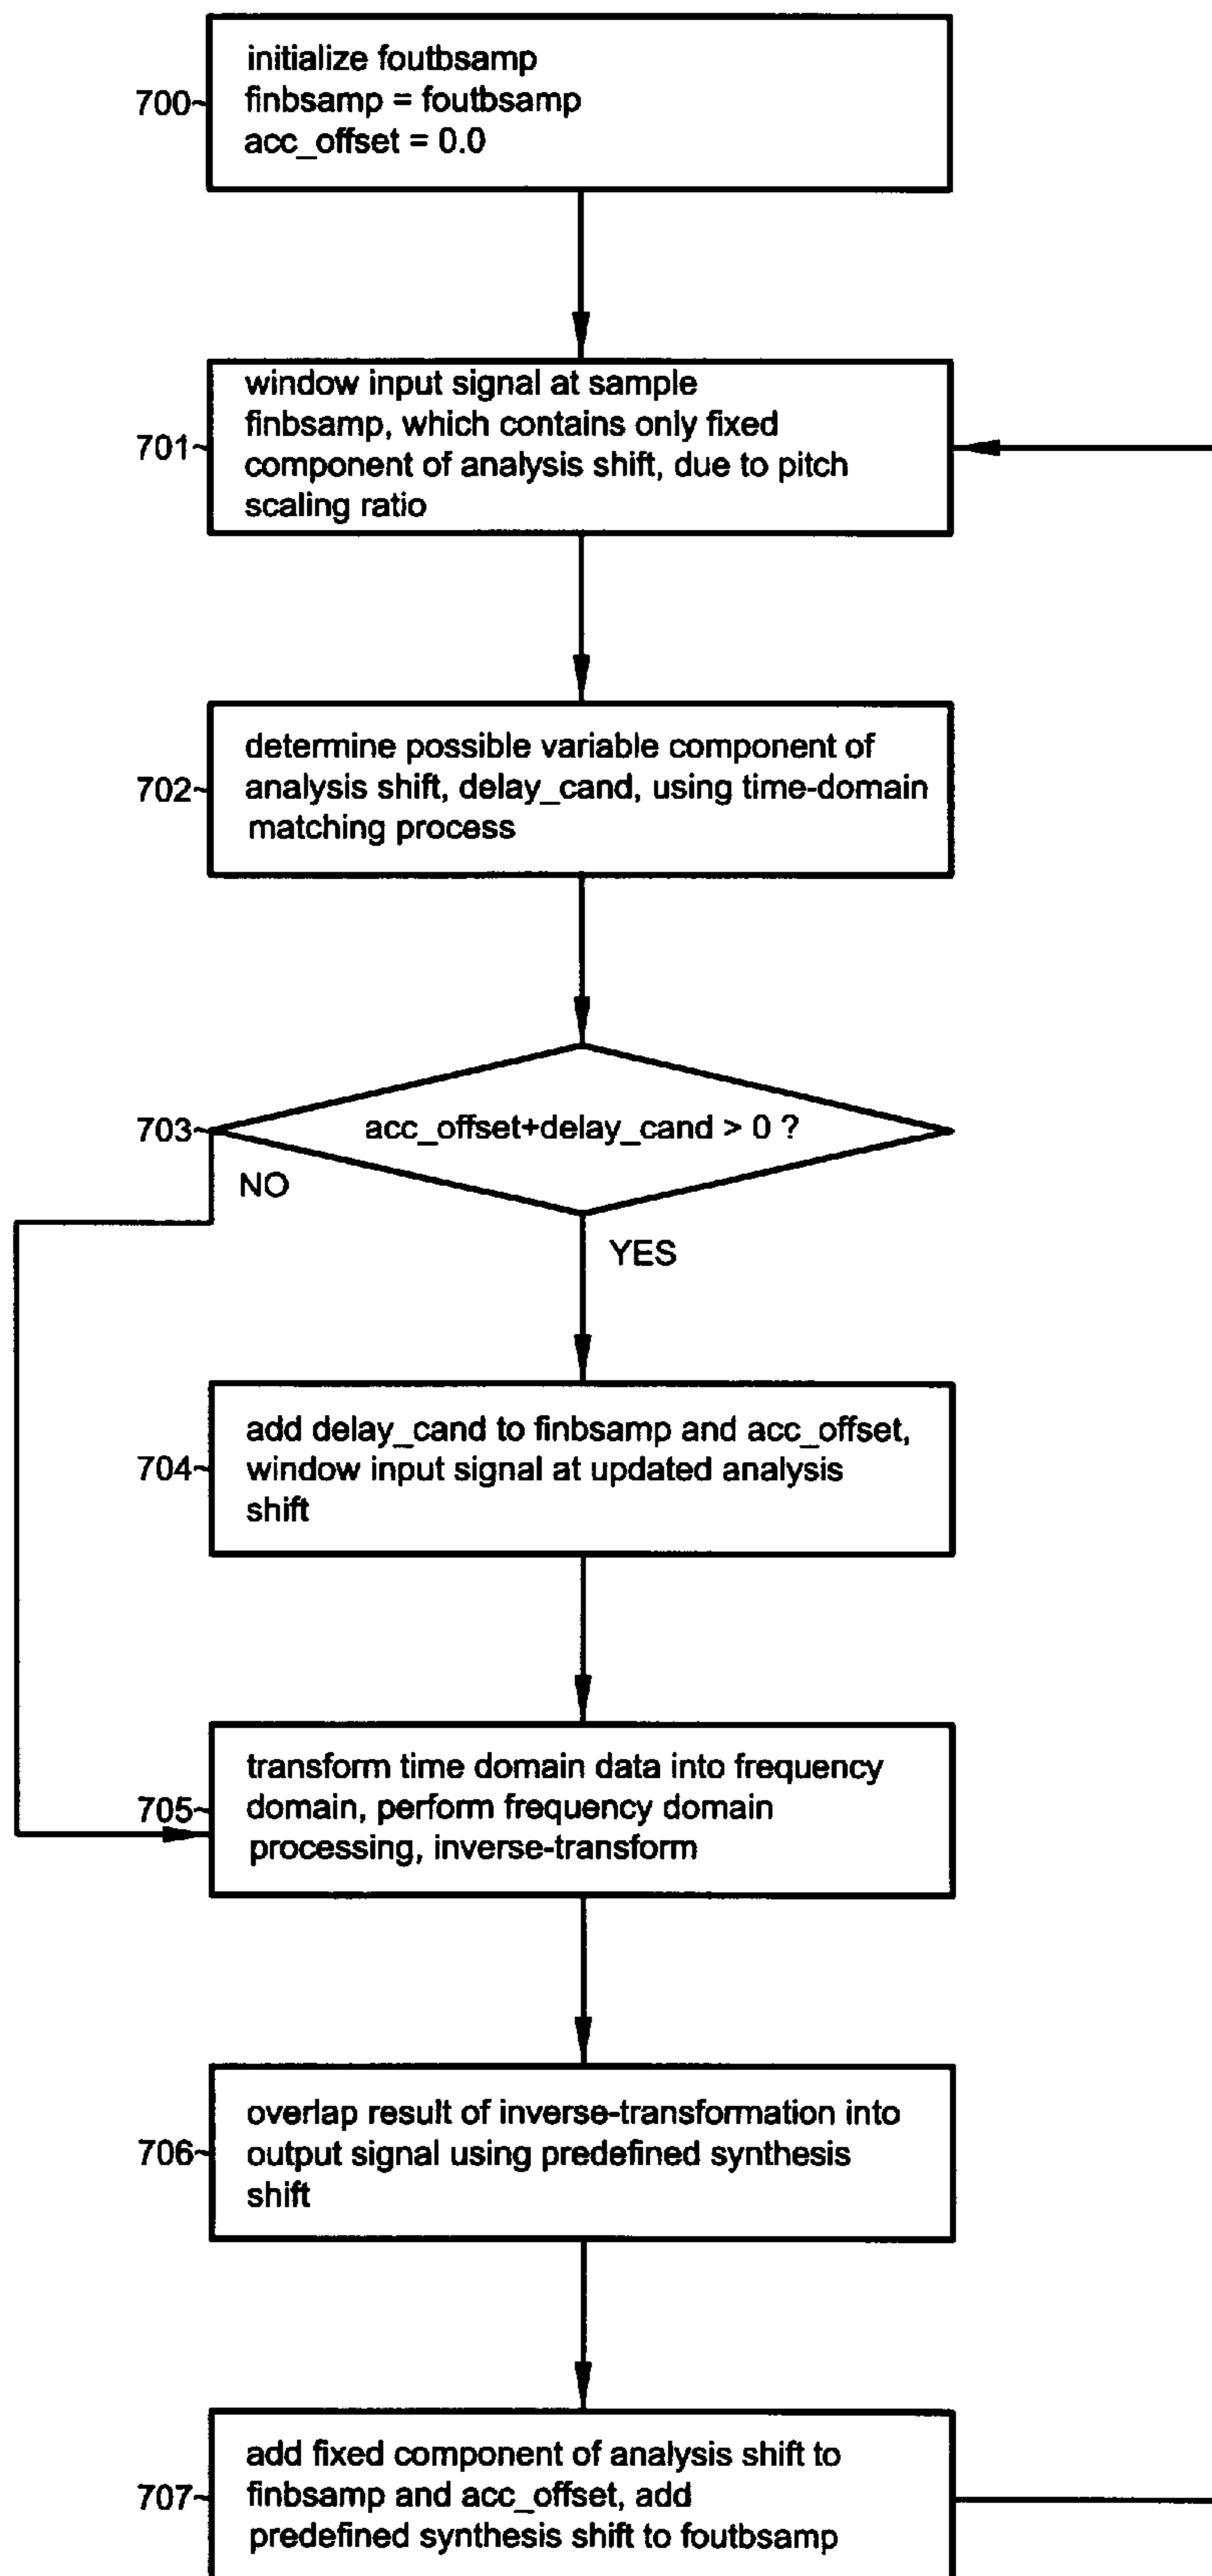 initialize foutbsamp
700~ finbsamp = foutbsamp
acc_offset = 0.0
window input signal at sample
finbsamp, which contains only fixed
701~ component of analysis shift, due to pitch
scaling ratio
determine possible variable component of
702~ analysis shift, delay_cand, using time-domain
matching process
703~ acc_offset+delay_cand > 0 ?
NO
YES
add delay_cand to finbsamp and acc_offset,
704~ window input signal at updated analysis
shift
transform time domain data into frequency
705~ domain, perform frequency domain
processing, inverse-transform
overlap result of inverse-transformation into
706~ output signal using predefined synthesis
shift
add fixed component of analysis shift to
707~ finbsamp and acc_offset, add
predefined synthesis shift to foutbsamp